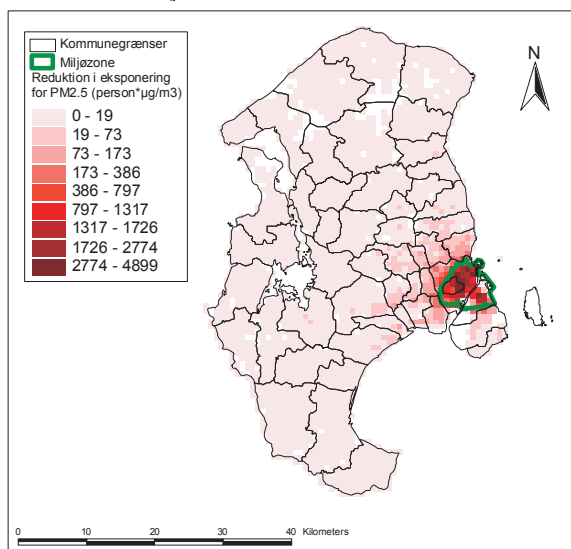 Kommunegrænser
Miljøzone
Reduktion i eksponering
for PM2.5 (person*µg/m3)
0 - 19
19 - 73
73 - 173
173 - 386
386 - 797
797 - 1317
1317 - 1726
1726 - 2774
2774 - 4899
N
0 10 20 30 40 Kilometers